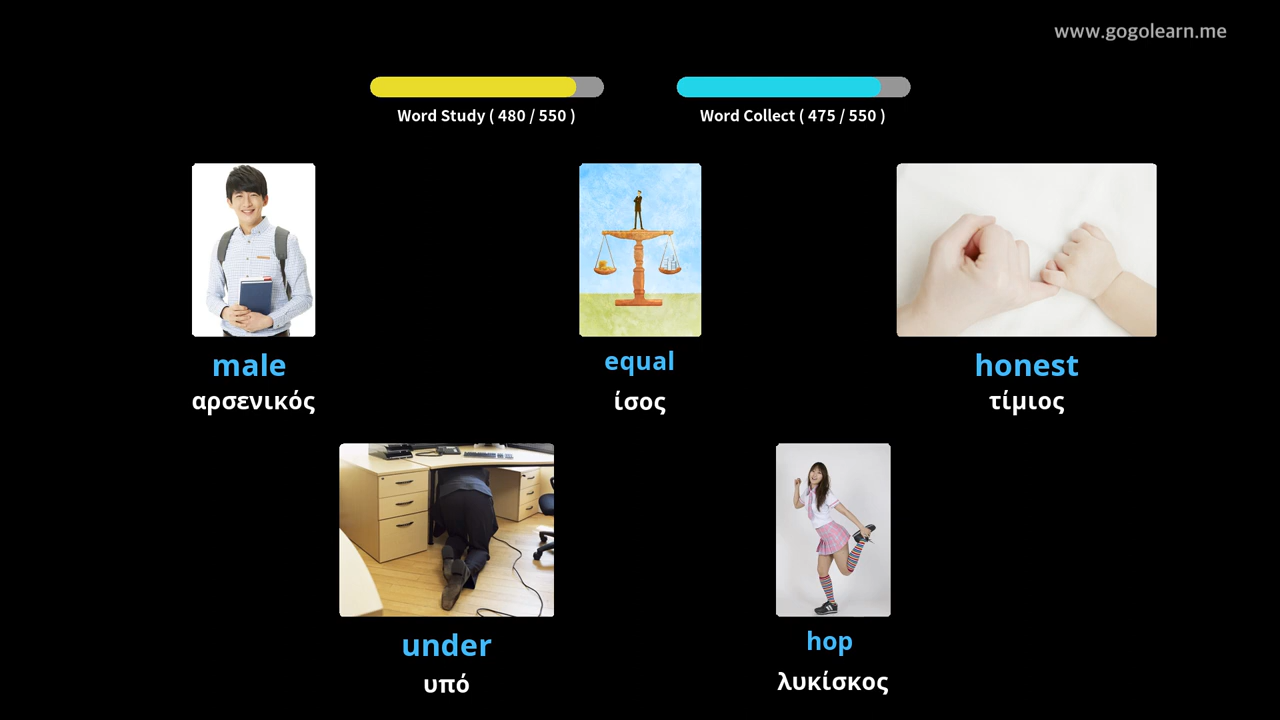 www.gogolearn.me
Word Study ( 480 / 550 )
Word Collect ( 475 / 550 )
male
αρσενικός
equal
ίσος
honest
τίμιος
under
υπό
hop
λυκίσκος